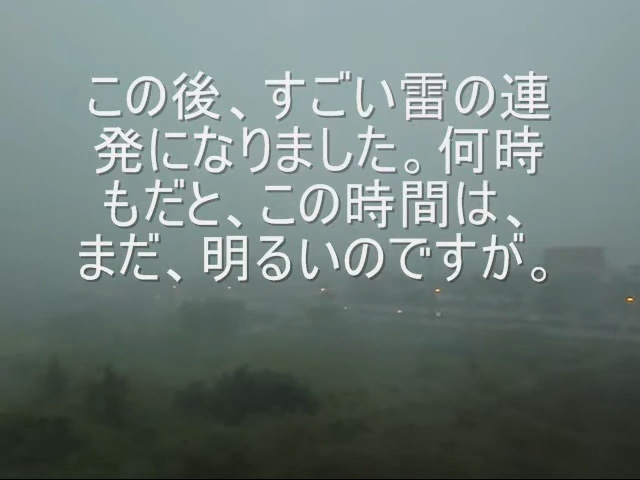 この後、すごい雷の連
発になりました。何時
もだと、この時間は、
まだ、明るいのですが。